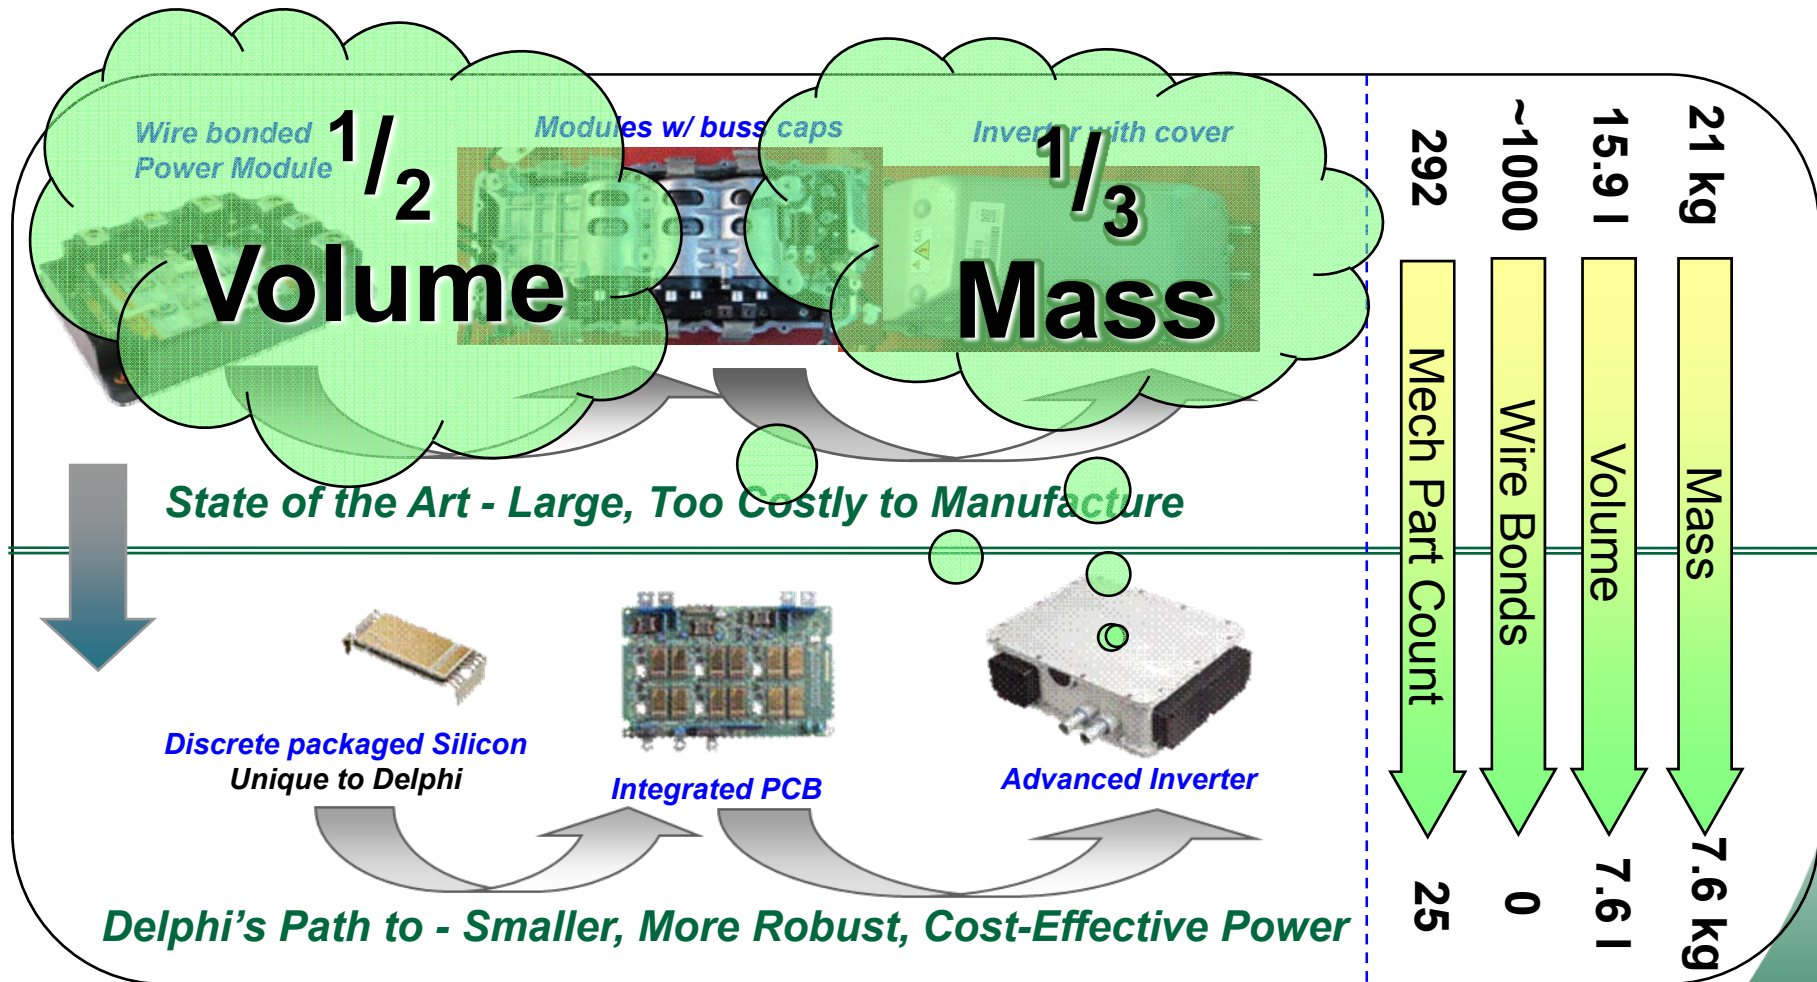 Wire bonded
Power Module
1/2
Volume
Modules w/ buss caps
Inverter with cover
1/3
Mass
State of the Art - Large, Too Costly to Manufacture
Discrete packaged Silicon
Unique to Delphi
Integrated PCB
Advanced Inverter
Delphi's Path to - Smaller, More Robust, Cost-Effective Power
292
~1000
15.9 l
21 kg
Mech Part Count
Wire Bonds
Volume
Mass
25
0
7.6 l
7.6 kg